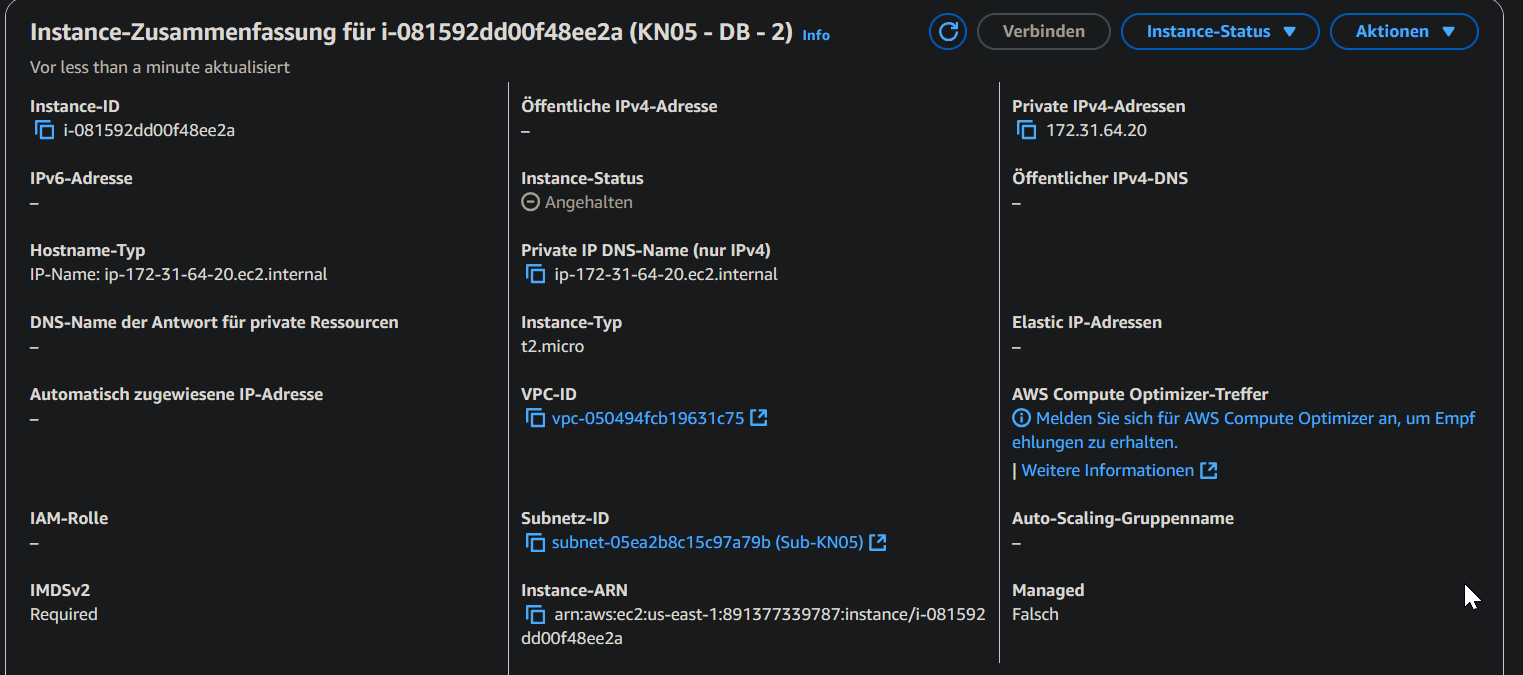 Instance-Zusammenfassung für i-081592dd00f48ee2a (KN05 - DB - 2) Info
Verbinden
Instance-Status
Aktionen
Vor less than a minute aktualisiert
Instance-ID
i-081592dd00f48ee2a
Öffentliche IPv4-Adresse
–
Private IPv4-Adressen
172.31.64.20
IPv6-Adresse
–
Instance-Status
Angehalten
Öffentlicher IPv4-DNS
–
Hostname-Typ
IP-Name: ip-172-31-64-20.ec2.internal
Private IP DNS-Name (nur IPv4)
ip-172-31-64-20.ec2.internal
DNS-Name der Antwort für private Ressourcen
–
Instance-Typ
t2.micro
Elastic IP-Adressen
–
Automatisch zugewiesene IP-Adresse
–
VPC-ID
vpc-050494fcb19631c75
AWS Compute Optimizer-Treffer
Melden Sie sich für AWS Compute Optimizer an, um Empf
ehlungen zu erhalten.
| Weitere Informationen
IAM-Rolle
–
Subnetz-ID
subnet-05ea2b8c15c97a79b (Sub-KN05)
Auto-Scaling-Gruppenname
–
IMDSv2
Required
Instance-ARN
arn:aws:ec2:us-east-1:891377339787:instance/i-081592
dd00f48ee2a
Managed
Falsch